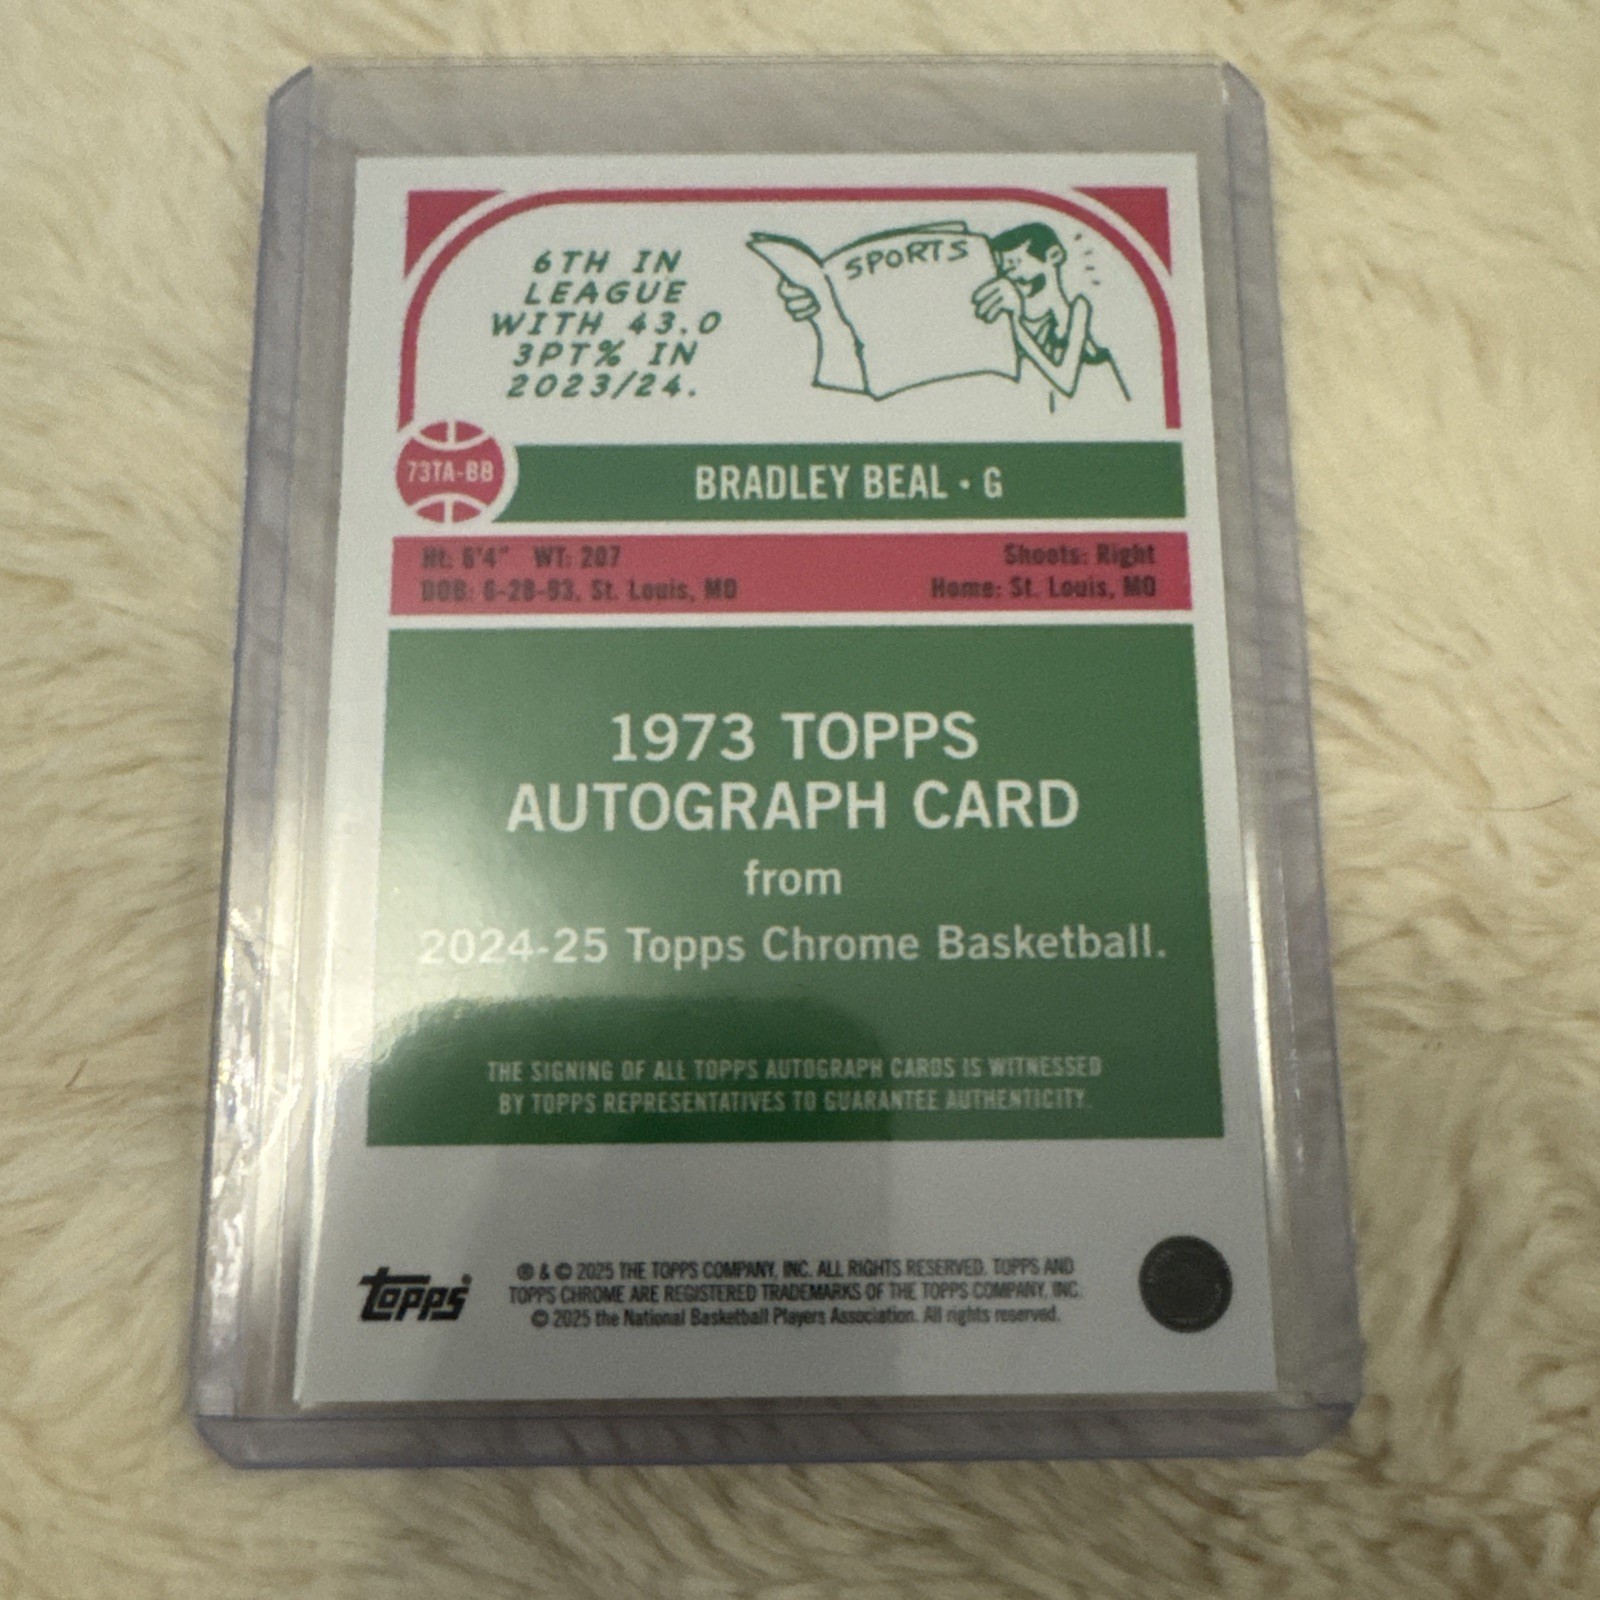 6TH IN
LEAGUE
WITH 43.0
3PT% IN
2023/24.
SPORTS
73TA-BB
BRADLEY BEAL • G
Ht: 6'4" WT: 207
Shoots: Right
DOB: 6-28-93, St. Louis, MO
Home: St. Louis, MO
1973 TOPPS
AUTOGRAPH CARD
from
2024-25 Topps Chrome Basketball.
THE SIGNING OF ALL TOPPS AUTOGRAPH CARDS IS WITNESSED
BY TOPPS REPRESENTATIVES TO GUARANTEE AUTHENTICITY.
topps
® & © 2025 THE TOPPS COMPANY, INC. ALL RIGHTS RESERVED. TOPPS AND
TOPPS CHROME ARE REGISTERED TRADEMARKS OF THE TOPPS COMPANY, INC.
© 2025 the National Basketball Players Association. All rights reserved.